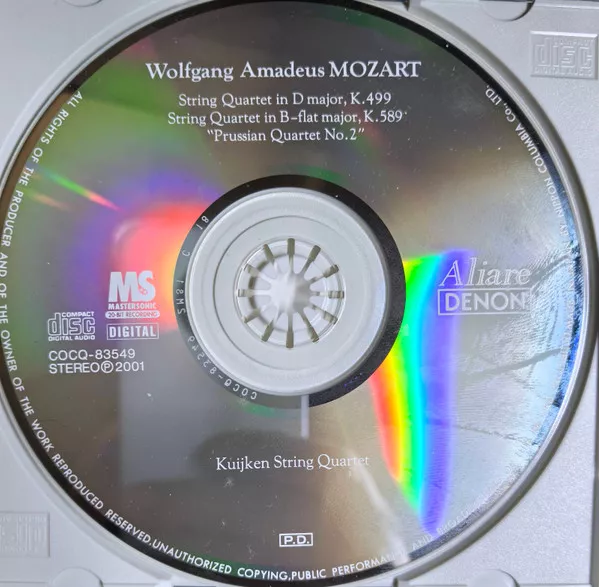 Wolfgang Amadeus MOZART
String Quartet in D major, K.499
String Quartet in B-flat major, K.589
"Prussian Quartet No.2"
MS
MASTERSONIC
20 BIT RECORDING
COMPACT
disc
DIGITAL AUDIO
DIGITAL
COCQ-83549
STEREO Ⓟ 2001
Aliare
DENON
Kuijken String Quartet
P.D.
ALL RIGHTS OF THE PRODUCER AND OF THE OWNER OF THE WORK REPRODUCED RESERVED.UNAUTHORIZED COPYING,PUBLIC
NIPPON COLUMBIA CO., LTD.
disc